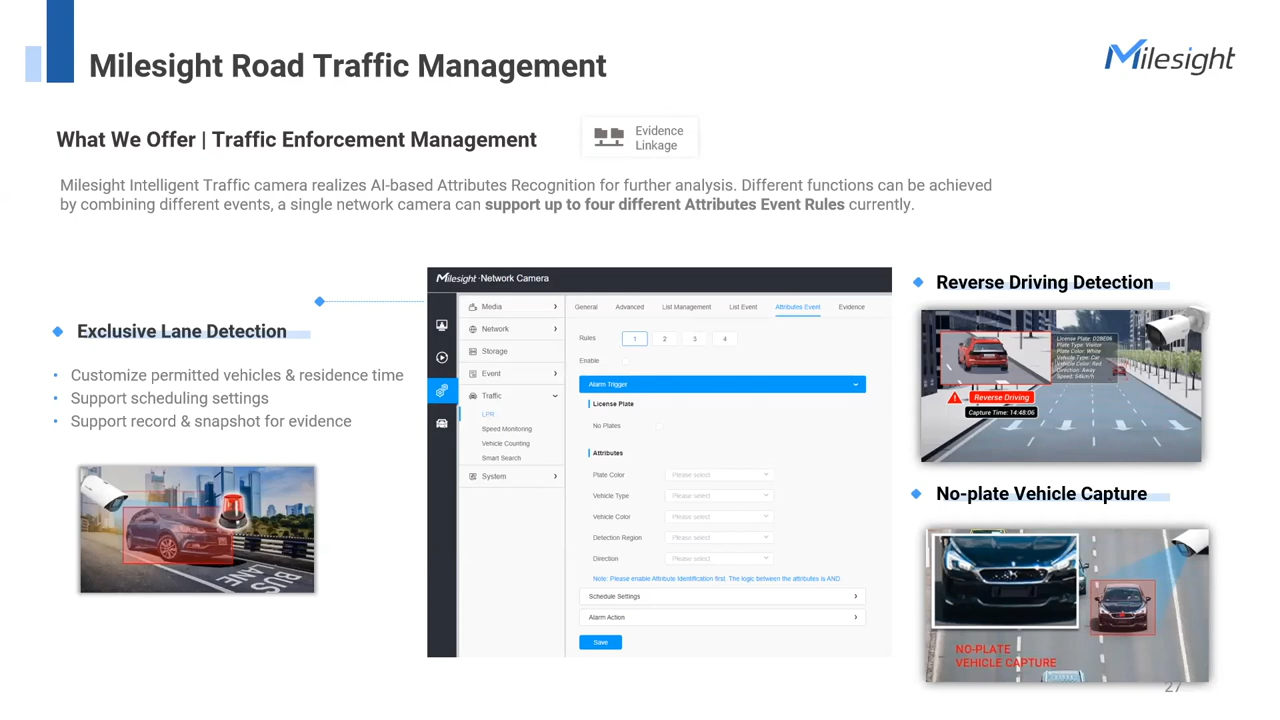 Milesight Road Traffic Management
Milesight
What We Offer | Traffic Enforcement Management
Evidence
Linkage
Milesight Intelligent Traffic camera realizes AI-based Attributes Recognition for further analysis. Different functions can be achieved
by combining different events, a single network camera can support up to four different Attributes Event Rules currently.
Exclusive Lane Detection
• Customize permitted vehicles & residence time
• Support scheduling settings
• Support record & snapshot for evidence
BUS
LANE
Milesight · Network Camera
Media
Network
Storage
Event
Traffic
LPR
Speed Monitoring
Vehicle Counting
Smart Search
System
General Advanced List Management List Event Attributes Event Evidence
Rules 1 2 3 4
Enable
Alarm Trigger
License Plate
No Plates
Attributes
Plate Color Please select
Vehicle Type Please select
Vehicle Color Please select
Detection Region Please select
Direction Please select
Note: Please enable Attribute Identification first. The logic between the attributes is AND.
Schedule Settings
Alarm Action
Save
Reverse Driving Detection
License Plate: D2BE06
Plate Type: Visitor
Plate Color: White
Vehicle Type: Car
Vehicle Color: Red
Direction: Away
Speed: 54km/h
Reverse Driving
Capture Time: 14:48:06
No-plate Vehicle Capture
NO-PLATE
VEHICLE CAPTURE
27